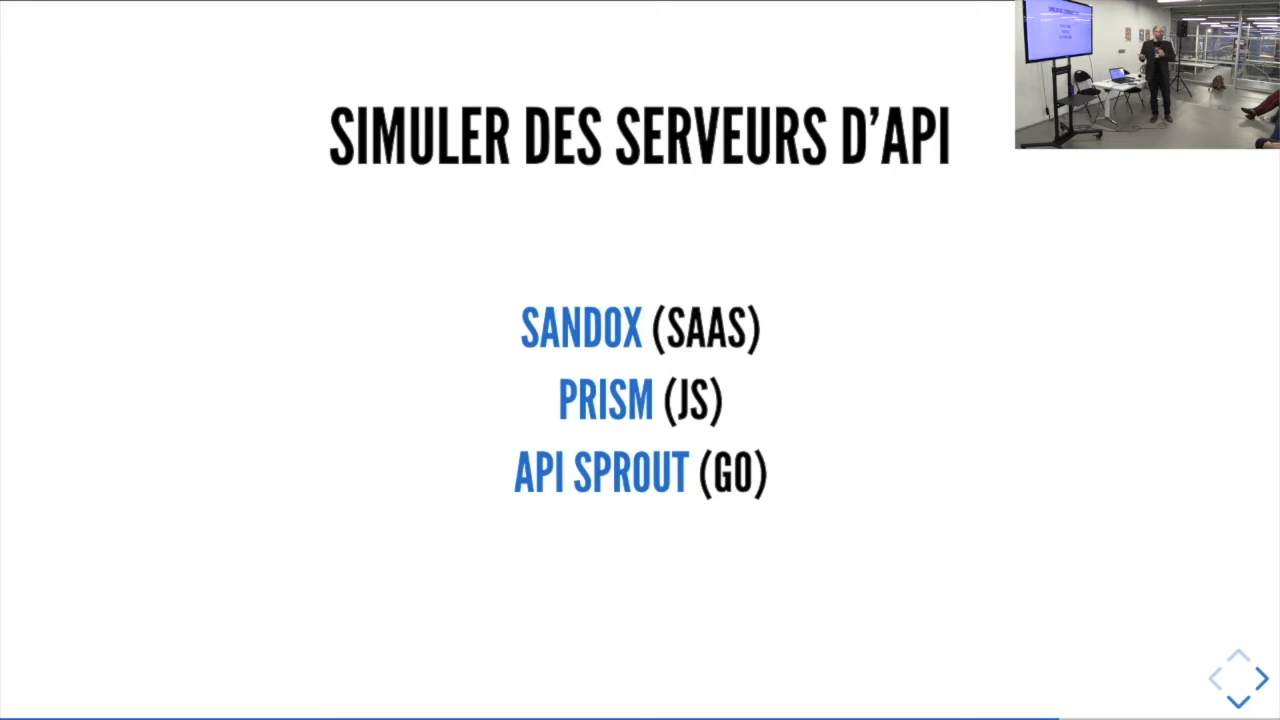 SIMULER DES SERVEURS D'API
SANDOX (SAAS)
PRISM (JS)
API SPROUT (GO)